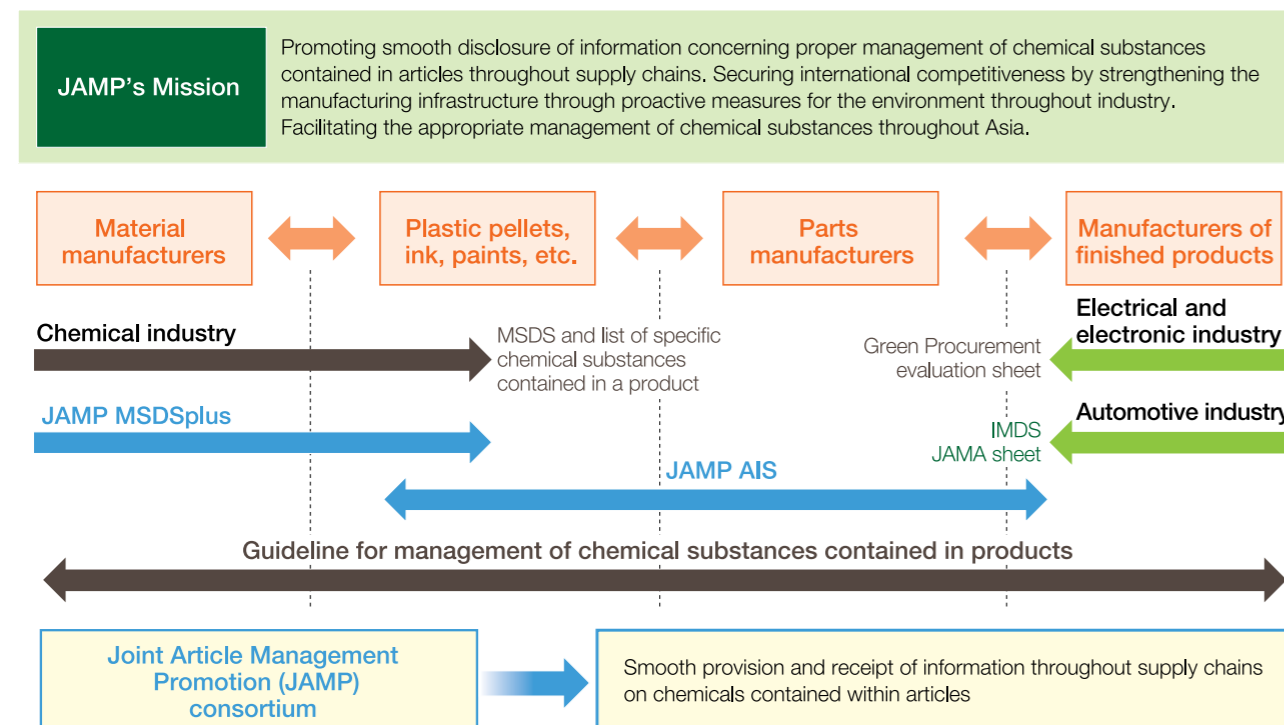 JAMP's Mission
Promoting smooth disclosure of information concerning proper management of chemical substances
contained in articles throughout supply chains. Securing international competitiveness by strengthening the
manufacturing infrastructure through proactive measures for the environment throughout industry.
Facilitating the appropriate management of chemical substances throughout Asia.
Material
manufacturers
Plastic pellets,
ink, paints, etc.
Parts
manufacturers
Manufacturers of
finished products
Chemical industry
MSDS and list of specific
chemical substances
contained in a product
Green Procurement
evaluation sheet
Electrical and
electronic industry
JAMP MSDSplus
IMDS
JAMA sheet
Automotive industry
JAMP AIS
Guideline for management of chemical substances contained in products
Joint Article Management
Promotion (JAMP)
consortium
Smooth provision and receipt of information throughout supply chains
on chemicals contained within articles